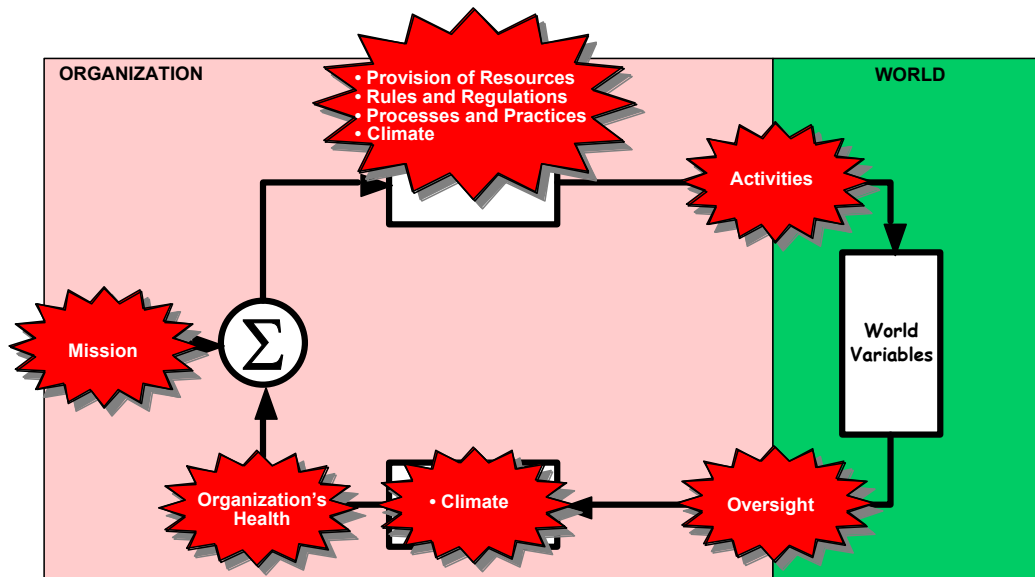 ORGANIZATION
WORLD
• Provision of Resources
• Rules and Regulations
• Processes and Practices
• Climate
Activities
Mission
Σ
World
Variables
Organization's
Health
• Climate
Oversight